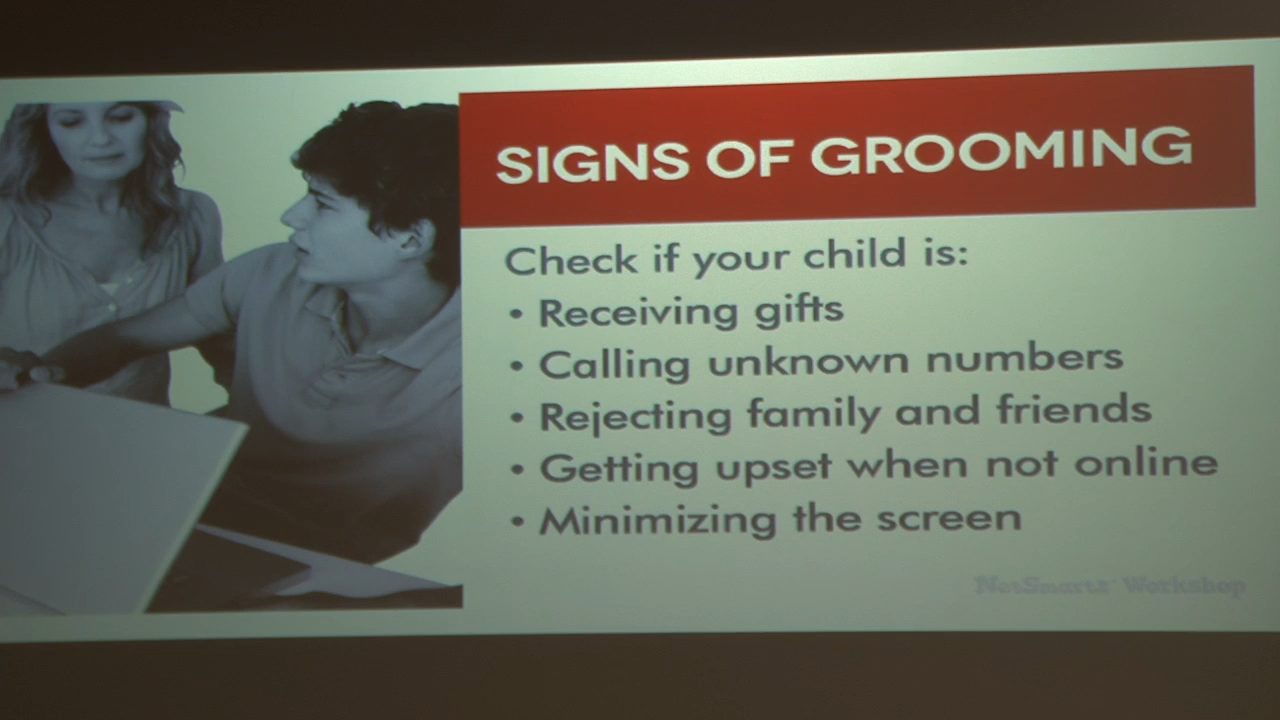 SIGNS OF GROOMING
Check if your child is:
• Receiving gifts
• Calling unknown numbers
• Rejecting family and friends
• Getting upset when not online
• Minimizing the screen
NetSmartz® Workshop